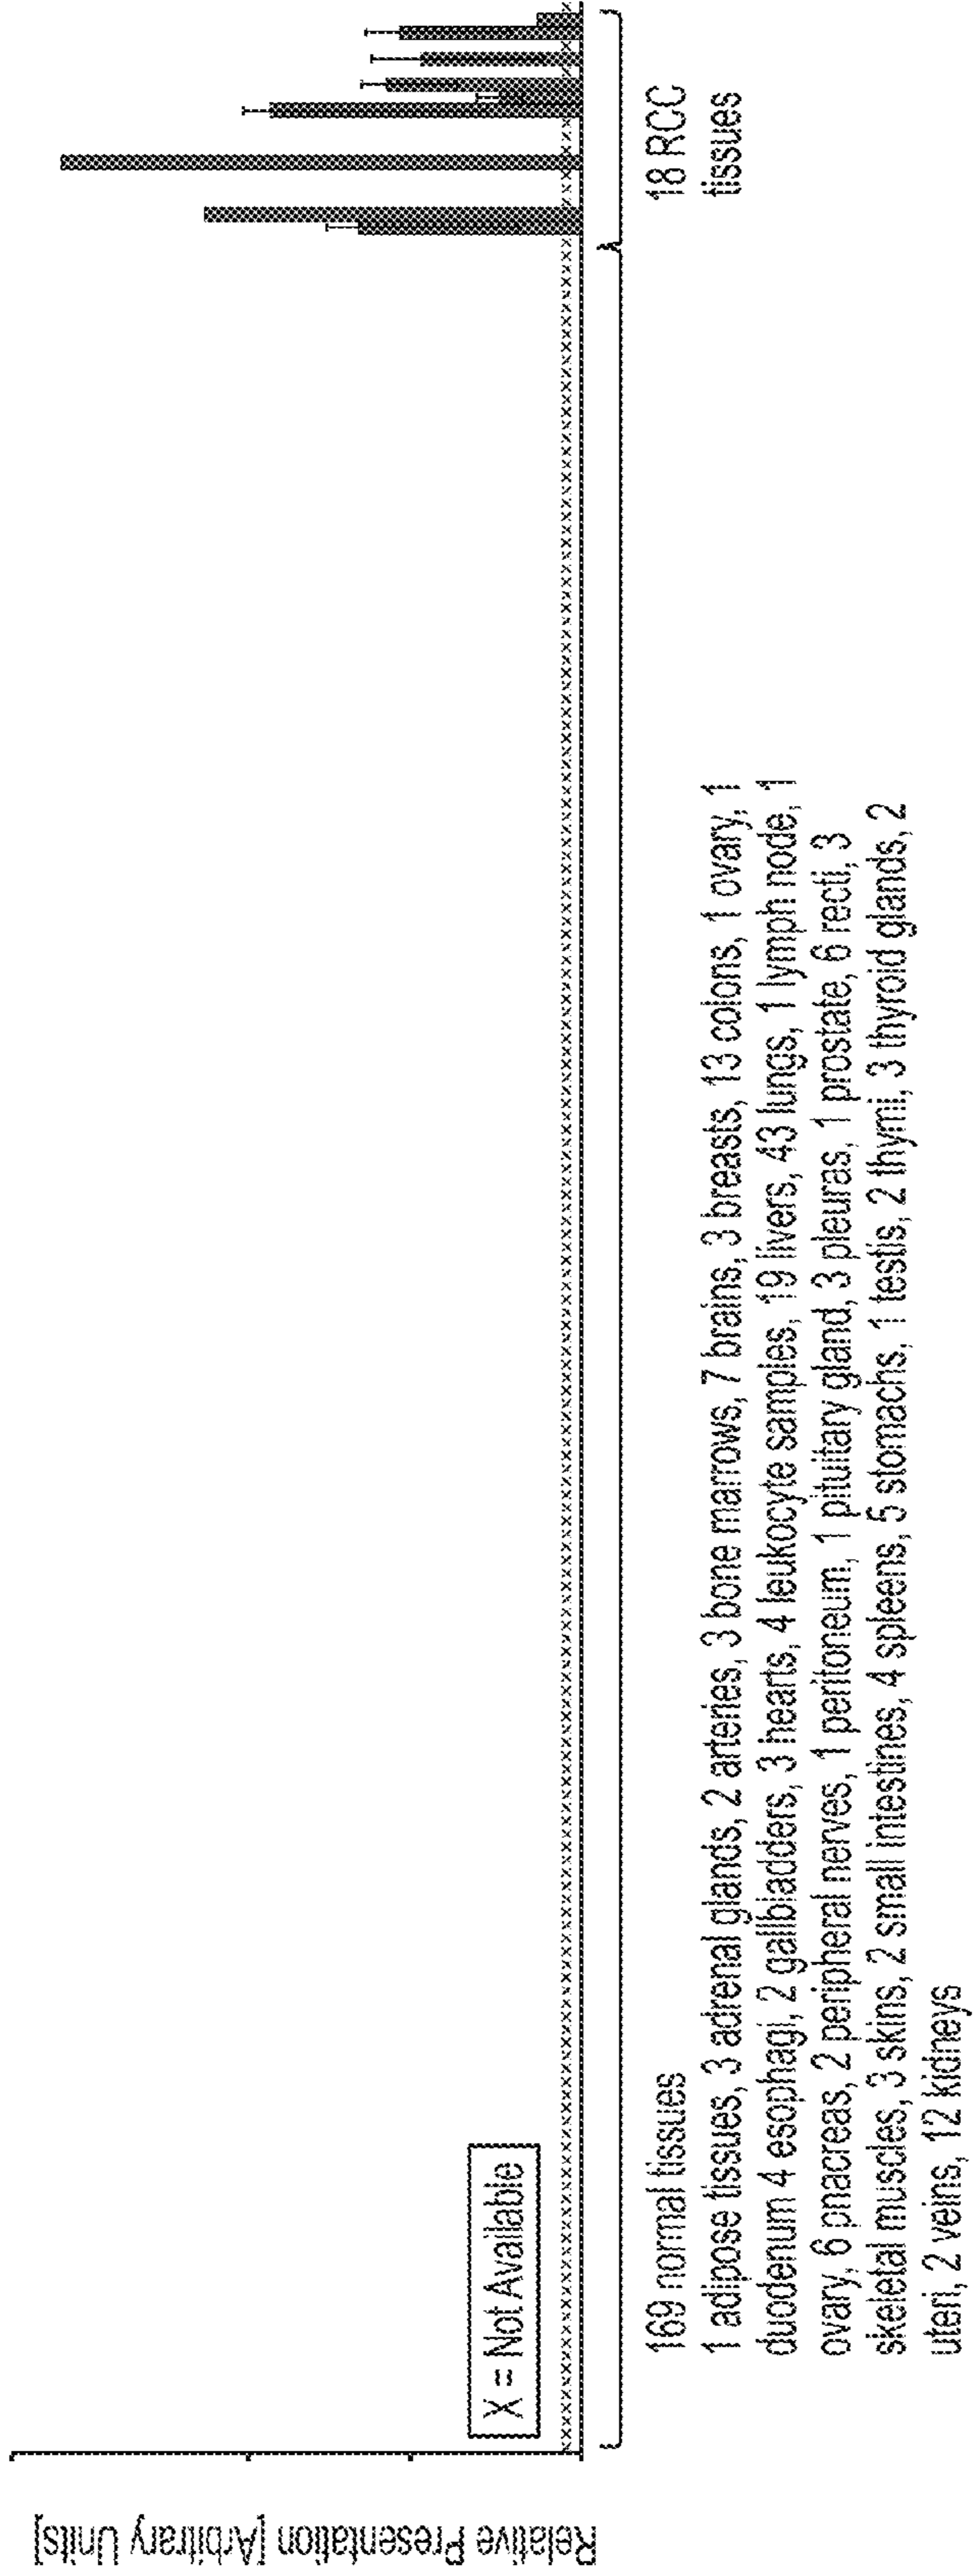 Relative Presentation [Arbitrary Units]
X = Not Available
169 normal tissues
1 adipose tissues, 3 adrenal glands, 2 arteries, 3 bone marrows, 7 brains, 3 breasts, 13 colons, 1 ovary, 1
duodenum 4 esophagi, 2 gallbladders, 3 hearts, 4 leukocyte samples, 19 livers, 43 lungs, 1 lymph node, 1
ovary, 6 pnacreas, 2 peripheral nerves, 1 peritoneum, 1 pituitary gland, 3 pleuras, 1 prostate, 6 recti, 3
skeletal muscles, 3 skins, 2 small intestines, 4 spleens, 5 stomachs, 1 testis, 2 thymi, 3 thyroid glands, 2
uteri, 2 veins, 12 kidneys
18 RCC
tissues